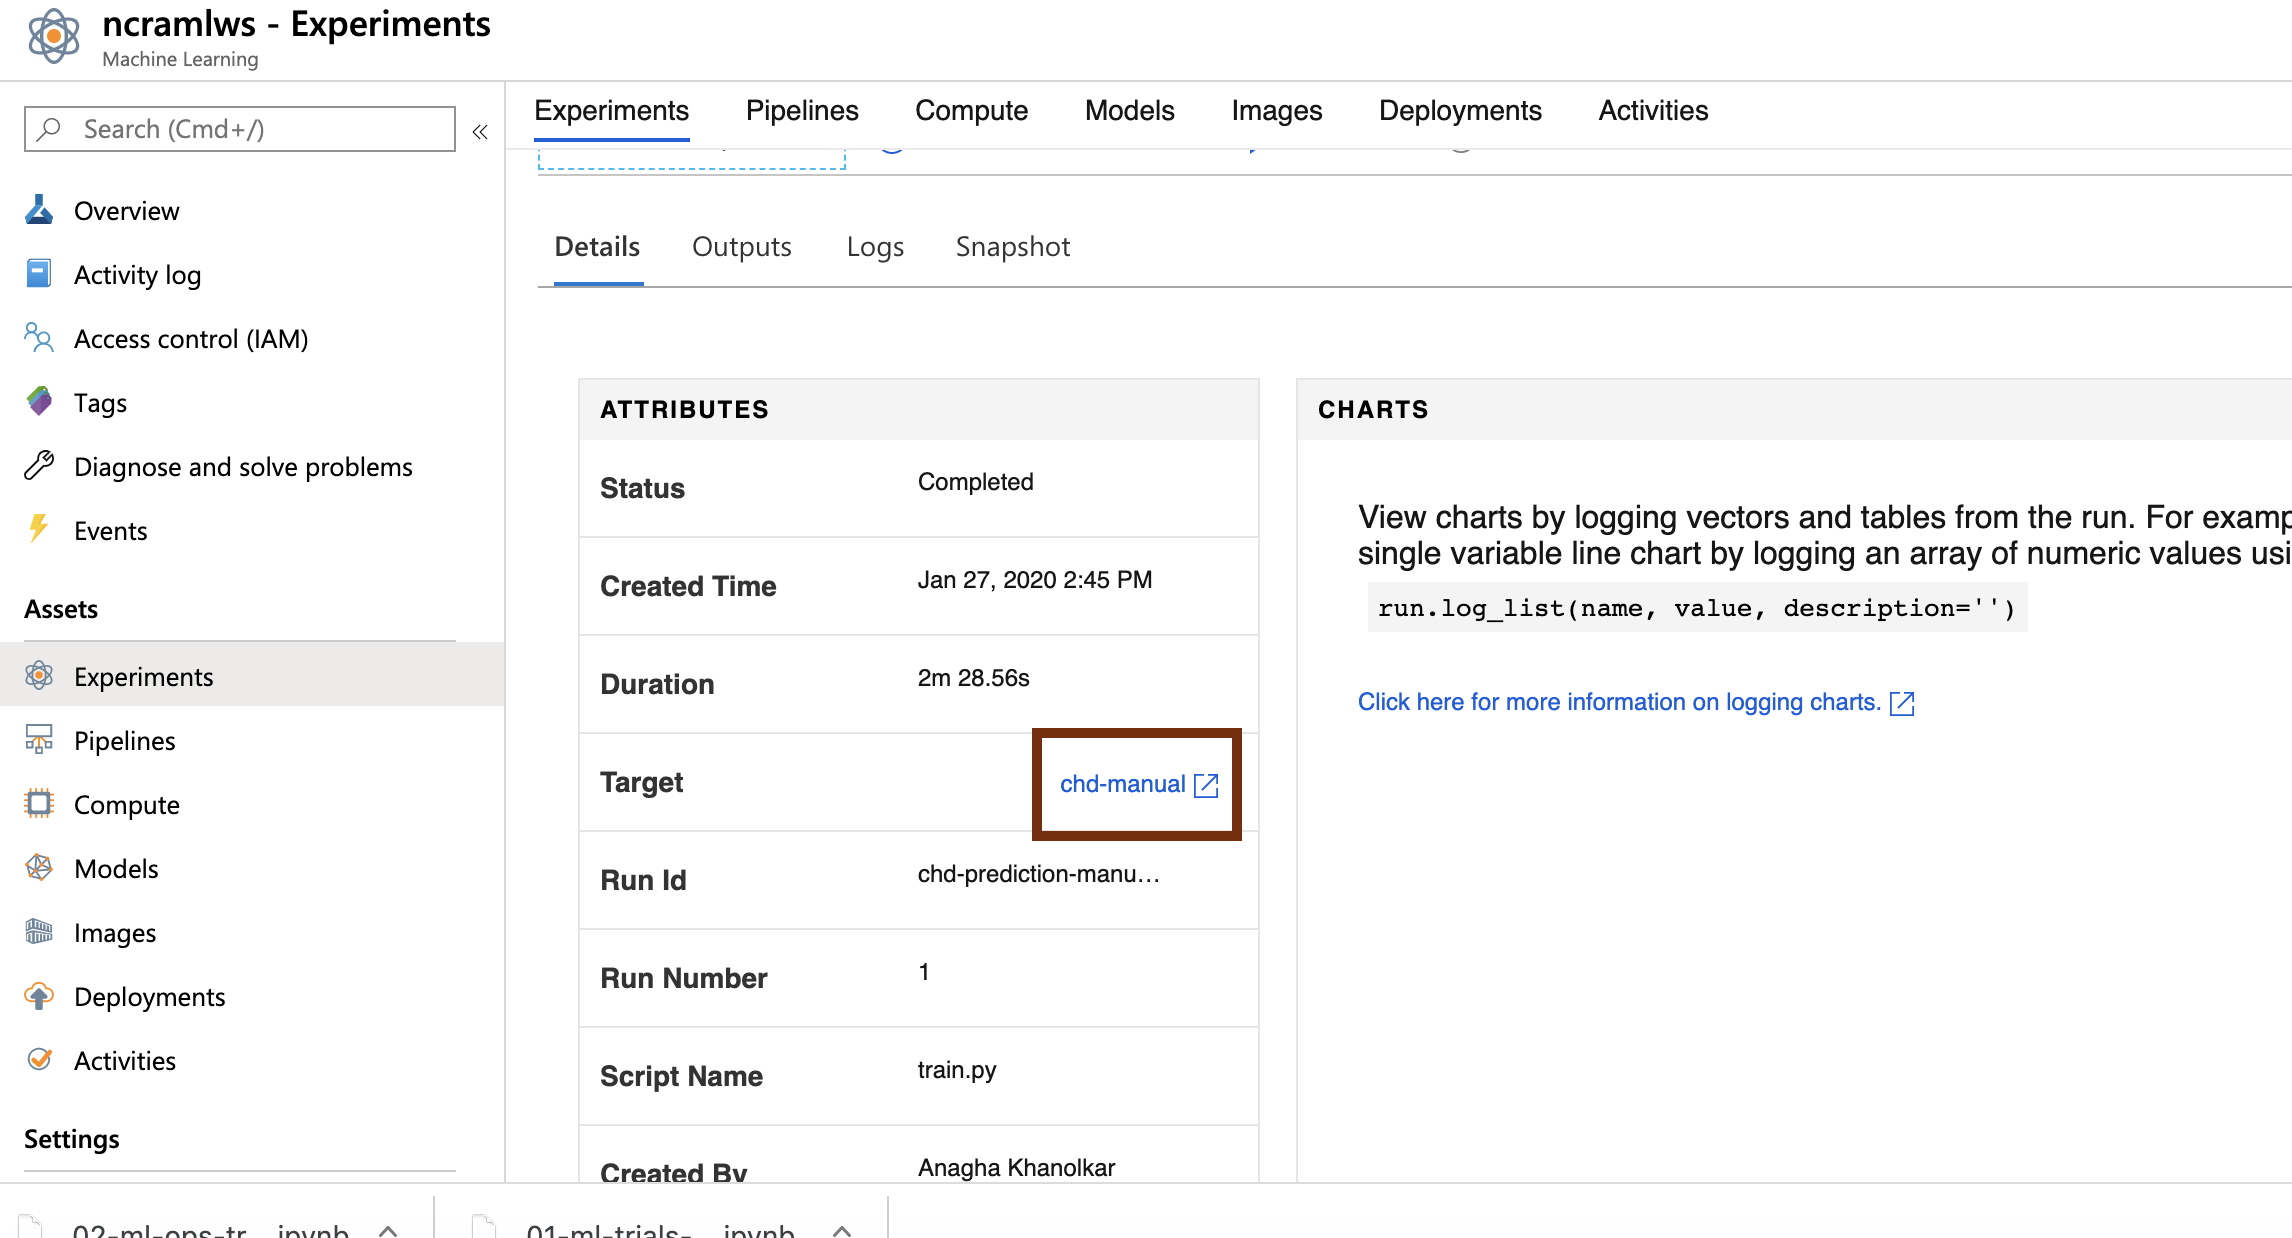 ncramlws - Experiments
Machine Learning
Search (Cmd+/)
Experiments Pipelines Compute Models Images Deployments Activities
Overview
Activity log
Access control (IAM)
Tags
Diagnose and solve problems
Events
Assets
Experiments
Pipelines
Compute
Models
Images
Deployments
Activities
Settings
Details Outputs Logs Snapshot
ATTRIBUTES
Status Completed
Created Time Jan 27, 2020 2:45 PM
Duration 2m 28.56s
Target chd-manual
Run Id chd-prediction-manu...
Run Number 1
Script Name train.py
Created By Anagha Khanolkar
CHARTS
View charts by logging vectors and tables from the run. For examp
single variable line chart by logging an array of numeric values usi
run.log_list(name, value, description='')
Click here for more information on logging charts.
02-ml-ops-tr....ipynb 01-ml-trials-....ipynb